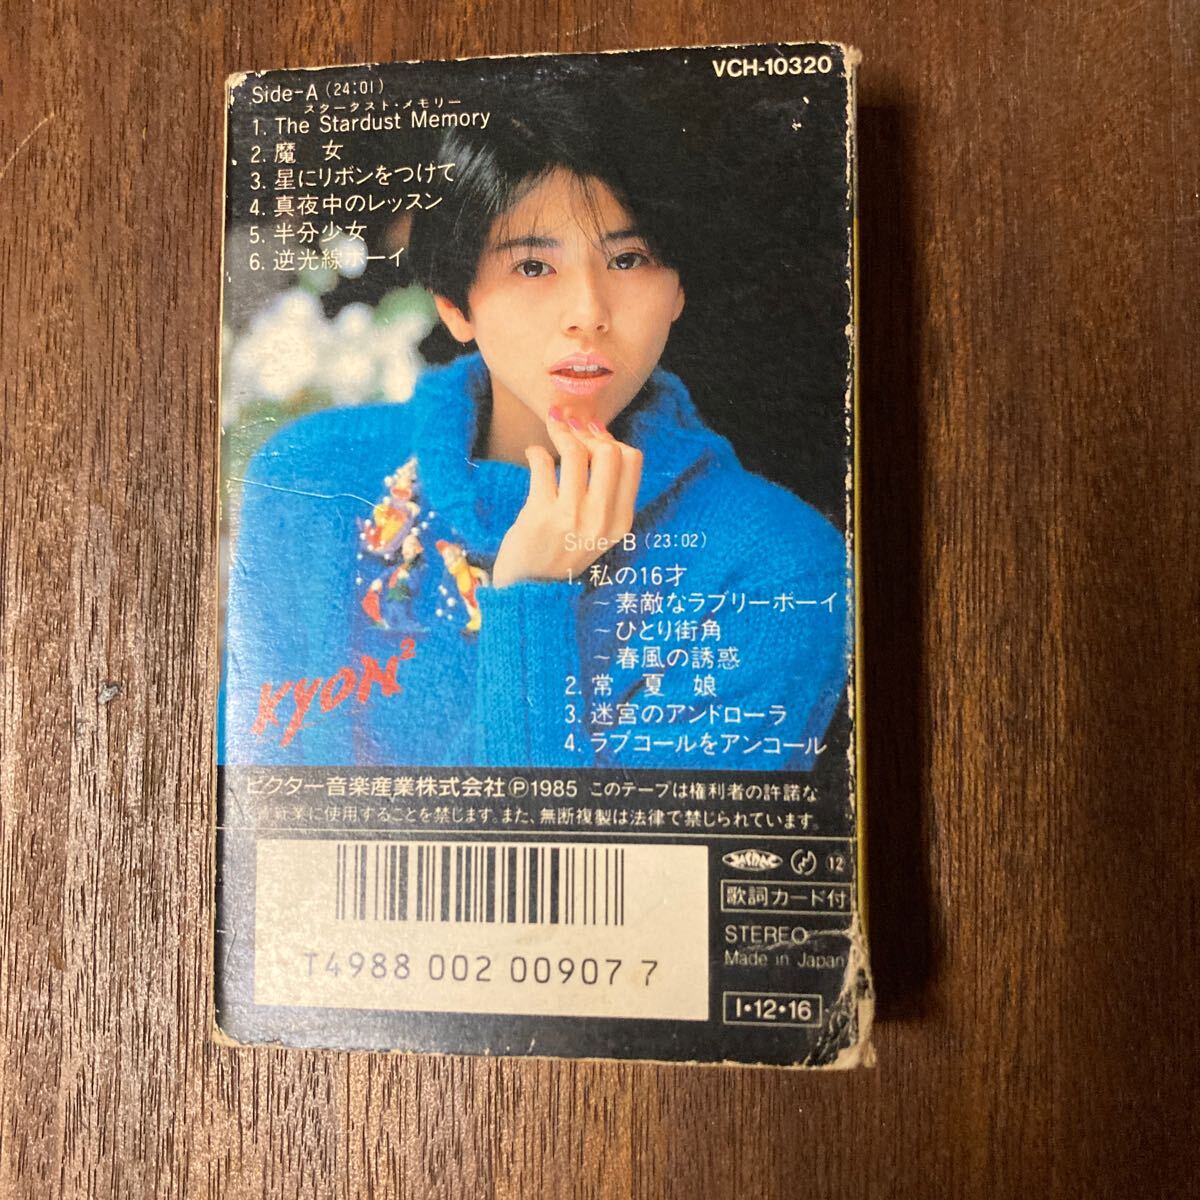 VCH-10320
Side-A (24:01)
スターダスト・メモリー
1. The Stardust Memory
2. 魔 女
3. 星にリボンをつけて
4. 真夜中のレッスン
5. 半分少女
6. 逆光線ボーイ
Side-B (23:02)
1. 私の16才
~素敵なラブリーボーイ
~ひとり街角
~春風の誘惑
2. 常 夏 娘
3. 迷宮のアンドローラ
4. ラブコールをアンコール
KYON²
ビクター音楽産業株式会社Ⓟ1985 このテープは権利者の許諾な
業に使用することを禁じます。また、無断複製は法律で禁じられています。
JASRAC 12
歌詞カード付
STEREO
Made in Japan
I・12・16
T4988 002 00907 7